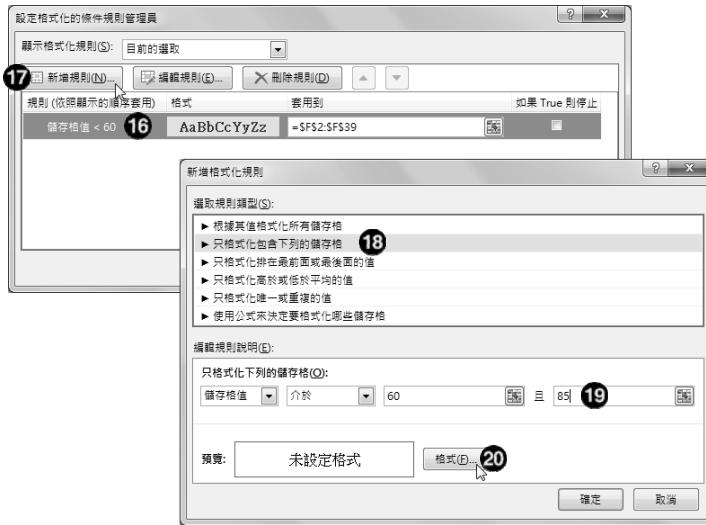 設定格式化的條件規則管理員
顯示格式化規則(S): 目前的選取
17 新增規則(N)... 編輯規則(E)... 刪除規則(D)
規則 (依照顯示的順序套用) 格式 套用到 如果 True 則停止
儲存格值 < 60 16 AaBbCcYyZz =$F$2:$F$39
新增格式化規則
選取規則類型(S):
► 根據其值格式化所有儲存格
► 只格式化包含下列的儲存格 18
► 只格式化排在最前面或最後面的值
► 只格式化高於或低於平均的值
► 只格式化唯一或重複的值
► 使用公式來決定要格式化哪些儲存格
編輯規則說明(E):
只格式化下列的儲存格(O):
儲存格值 介於 60 且 85 19
預覽: 未設定格式 格式(F)... 20
確定 取消